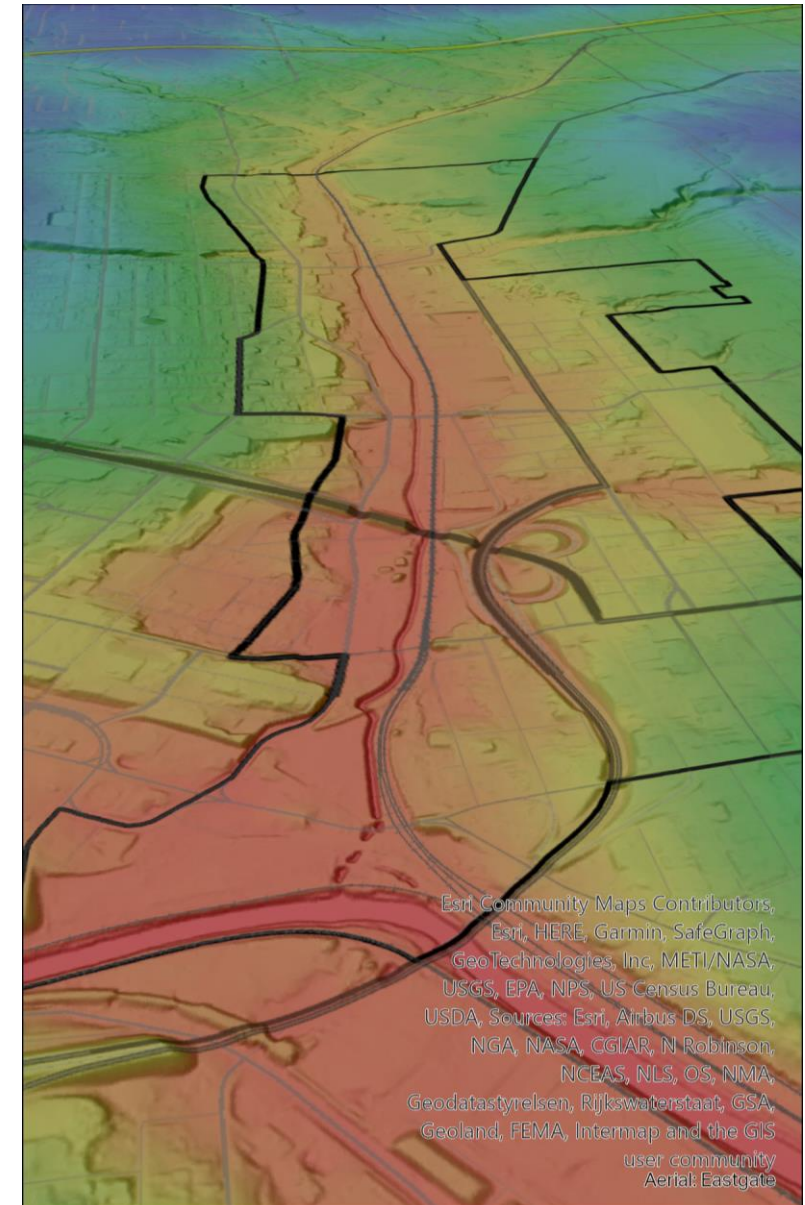 Esri Community Maps Contributors,
Esri, HERE, Garmin, SafeGraph,
GeoTechnologies, Inc, METI/NASA,
USGS, EPA, NPS, US Census Bureau,
USDA, Sources: Esri, Airbus DS, USGS,
NGA, NASA, CGIAR, N Robinson,
NCEAS, NLS, OS, NMA,
Geodatastyrelsen, Rijkswaterstaat, GSA,
Geoland, FEMA, Intermap and the GIS
user community
Aerial: Eastgate